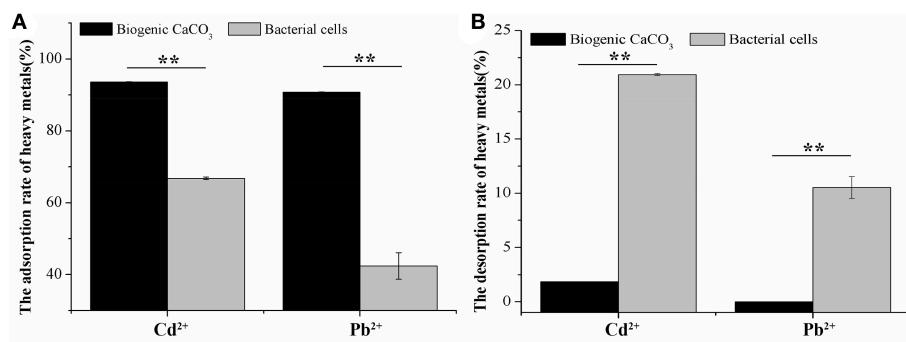 A
Biogenic CaCO₃
Bacterial cells
The adsorption rate of heavy metals(%)
100
80
60
40
**
**
Cd²⁺
Pb²⁺
B
Biogenic CaCO₃
Bacterial cells
The desorption rate of heavy metals(%)
25
20
15
10
5
0
**
**
Cd²⁺
Pb²⁺